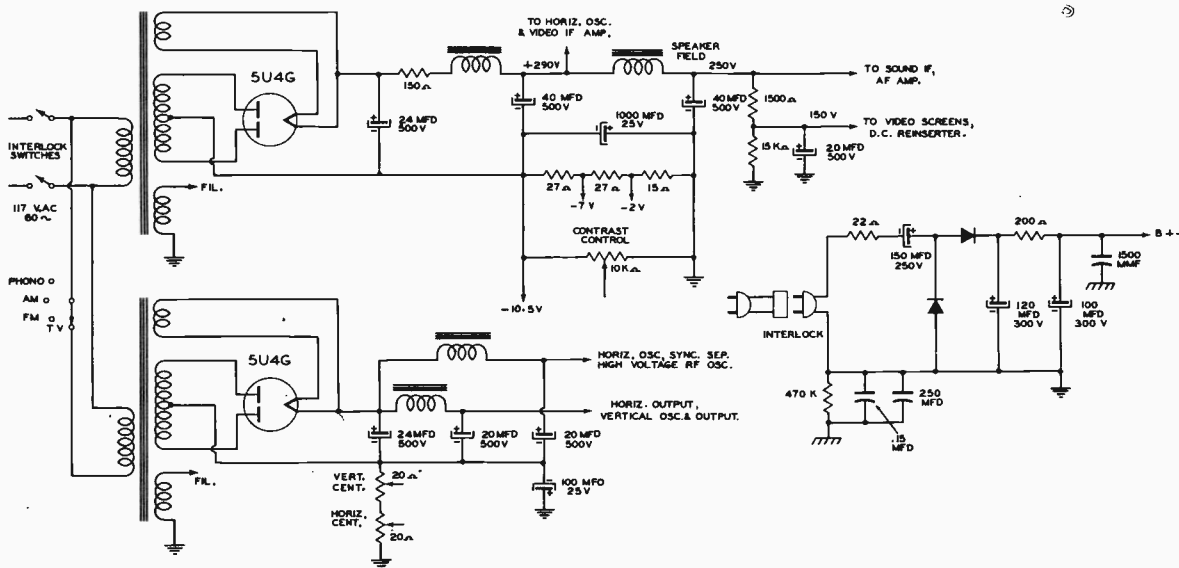 TO HORIZ. OSC.
& VIDEO IF AMP.
SPEAKER
FIELD
5U4G
+290V
250V
TO SOUND IF,
AF AMP.
150Ω
40 MFD
500V
1000 MFD
25V
40 MFD
500V
1500Ω
150 V
24 MFD
500V
TO VIDEO SCREENS,
D.C. REINSERTER.
INTERLOCK
SWITCHES
15KΩ
20 MFD
500V
27Ω
27Ω
15Ω
FIL.
-7 V
-2 V
117 V.AC
60~
CONTRAST
CONTROL
10KΩ
22Ω
200Ω
B+
150 MFD
250V
1500
MMF
PHONO
AM
FM
TV
-10.5V
120
MFD
300V
100
MFD
300V
INTERLOCK
5U4G
HORIZ. OSC, SYNC. SEP.
HIGH VOLTAGE RF OSC.
470 K
250
MFD
.15
MFD
HORIZ. OUTPUT,
VERTICAL OSC.& OUTPUT.
24MFD
500V
20 MFD
500V
20 MFD
500V
FIL.
VERT.
CENT.
20Ω
100 MFD
25V
HORIZ.
CENT.
20Ω